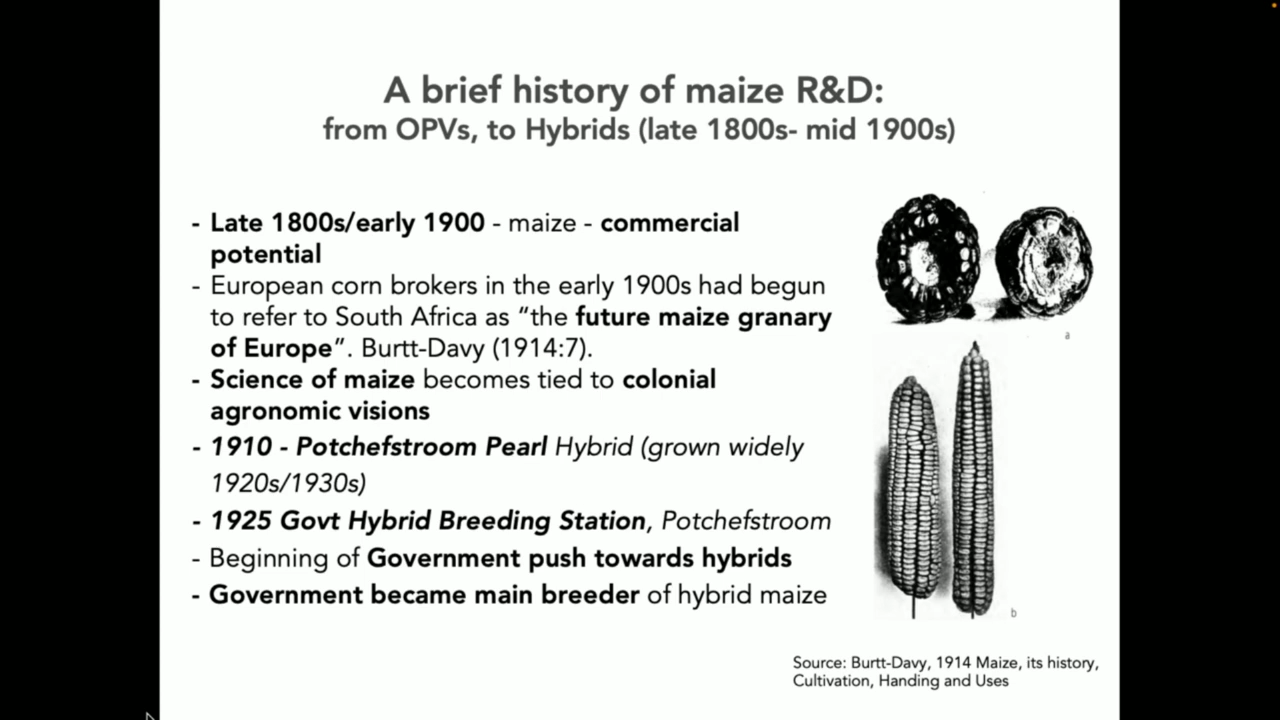 A brief history of maize R&D:
from OPVs, to Hybrids (late 1800s- mid 1900s)
- Late 1800s/early 1900 - maize - commercial
potential
- European corn brokers in the early 1900s had begun
to refer to South Africa as “the future maize granary
of Europe”. Burtt-Davy (1914:7).
- Science of maize becomes tied to colonial
agronomic visions
- 1910 - Potchefstroom Pearl Hybrid (grown widely
1920s/1930s)
- 1925 Govt Hybrid Breeding Station, Potchefstroom
- Beginning of Government push towards hybrids
- Government became main breeder of hybrid maize
a
b
Source: Burtt-Davy, 1914 Maize, its history,
Cultivation, Handing and Uses